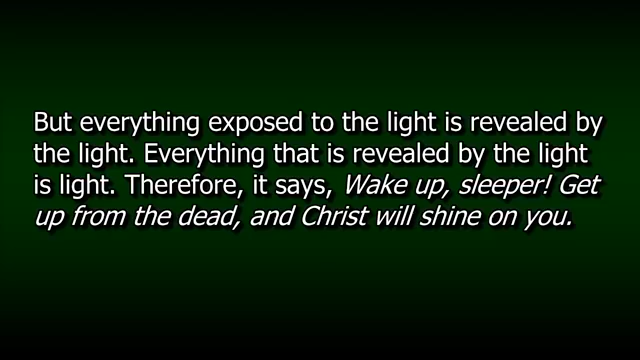 But everything exposed to the light is revealed by
the light. Everything that is revealed by the light
is light. Therefore, it says, Wake up, sleeper! Get
up from the dead, and Christ will shine on you.